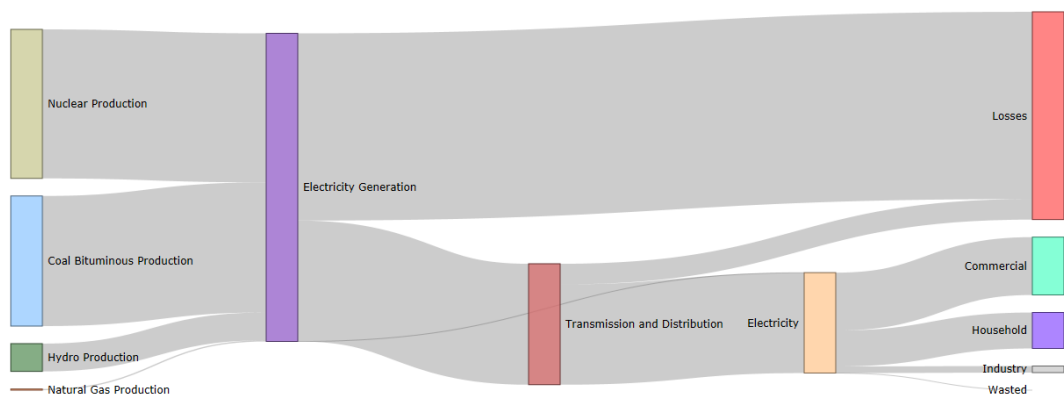 Nuclear Production
Coal Bituminous Production
Hydro Production
Natural Gas Production
Electricity Generation
Transmission and Distribution
Electricity
Losses
Commercial
Household
Industry
Wasted